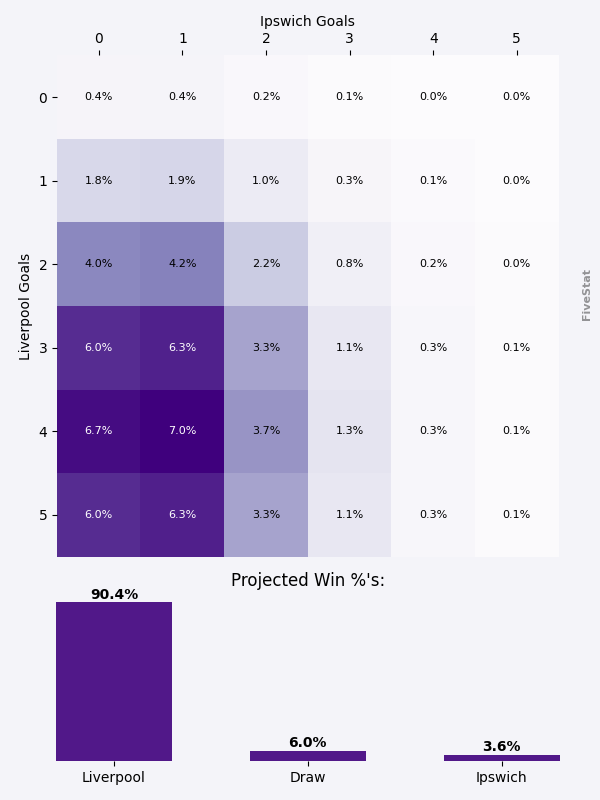 Ipswich Goals
0 1 2 3 4 5
0 0.4% 0.4% 0.2% 0.1% 0.0% 0.0%
1 1.8% 1.9% 1.0% 0.3% 0.1% 0.0%
2 4.0% 4.2% 2.2% 0.8% 0.2% 0.0%
3 6.0% 6.3% 3.3% 1.1% 0.3% 0.1%
4 6.7% 7.0% 3.7% 1.3% 0.3% 0.1%
5 6.0% 6.3% 3.3% 1.1% 0.3% 0.1%
Liverpool Goals
FiveStat
Projected Win %'s:
90.4% 6.0% 3.6%
Liverpool Draw Ipswich